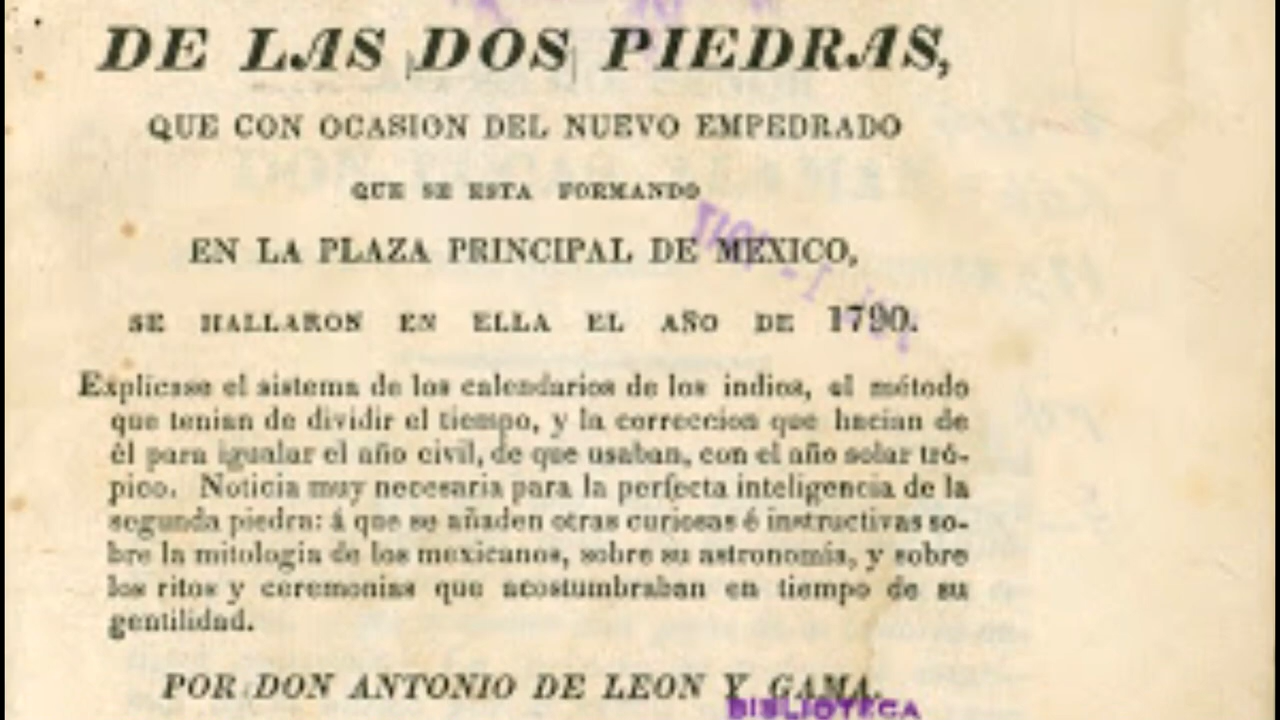 DE LAS DOS PIEDRAS,
QUE CON OCASION DEL NUEVO EMPEDRADO
QUE SE ESTA FORMANDO
EN LA PLAZA PRINCIPAL DE MEXICO,
SE HALLARON EN ELLA EL AÑO DE 1790.
Explicase el sistema de los calendarios de los indios, el método
que tenian de dividir el tiempo, y la correccion que hacian de
él para igualar el año civil, de que usaban, con el año solar tró-
pico. Noticia muy necesaria para la perfecta inteligencia de la
segunda piedra: á que se añaden otras curiosas é instructivas so-
bre la mitologia de los mexicanos, sobre su astronomía, y sobre
los ritos y ceremonias que acostumbraban en tiempo de su
gentilidad.
POR DON ANTONIO DE LEON Y GAMA.
BIBLIOTECA